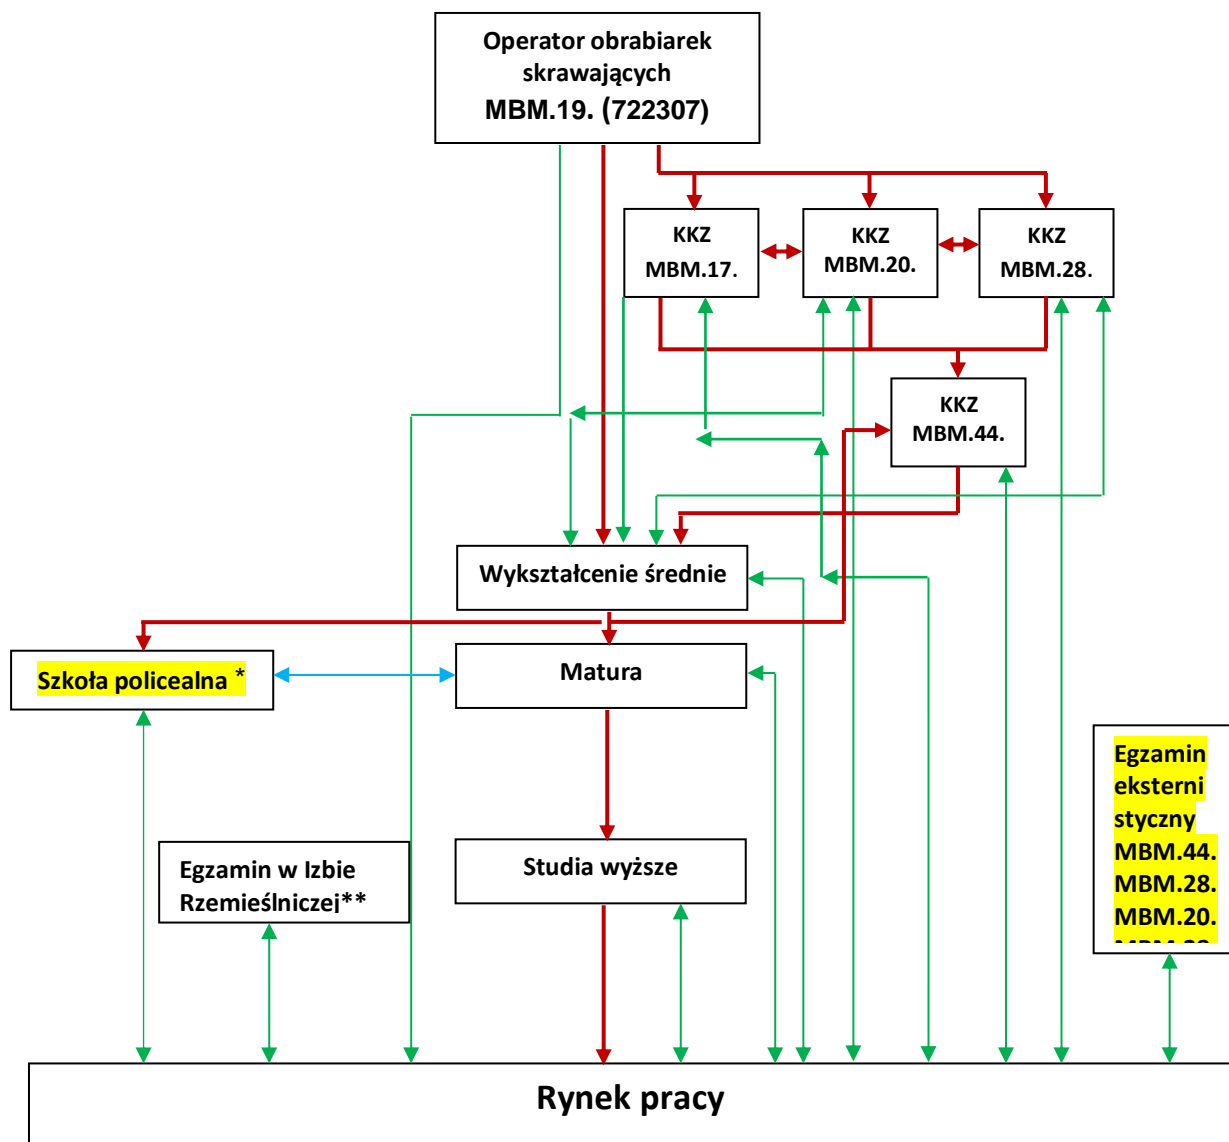 Operator obrabiarek
skrawających
MBM.19. (722307)
KKZ
MBM.17.
KKZ
MBM.20.
KKZ
MBM.28.
KKZ
MBM.44.
Wykształcenie średnie
Szkoła policealna *
Matura
Egzamin
eksterni
styczny
MBM.44.
MBM.28.
MBM.20.
Egzamin w Izbie
Rzemieślniczej**
Studia wyższe
Rynek pracy